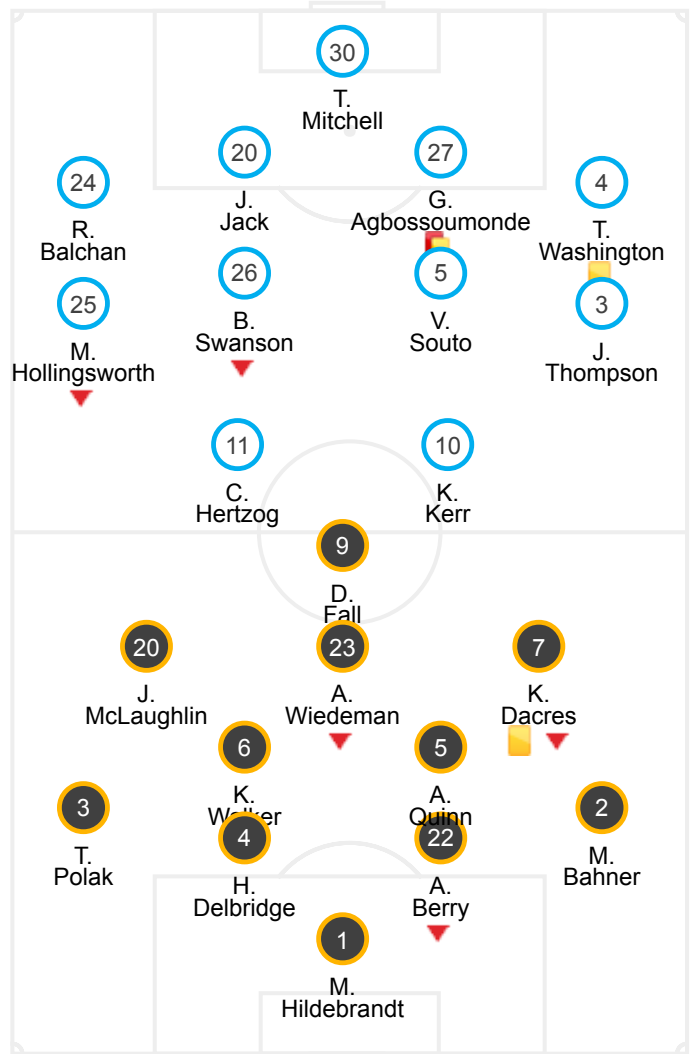 30
T.
Mitchell
20
27
J.
Jack
G.
Agbossoumonde
24
4
R.
Balchan
T.
Washington
26
5
B.
Swanson
V.
Souto
25
3
M.
Hollingsworth
J.
Thompson
11
10
C.
Hertzog
K.
Kerr
9
D.
Fall
20
23
7
J.
McLaughlin
A.
Wiedeman
K.
Dacres
6
5
K.
Walker
A.
Quinn
3
2
T.
Polak
M.
Bahner
4
22
H.
Delbridge
A.
Berry
1
M.
Hildebrandt